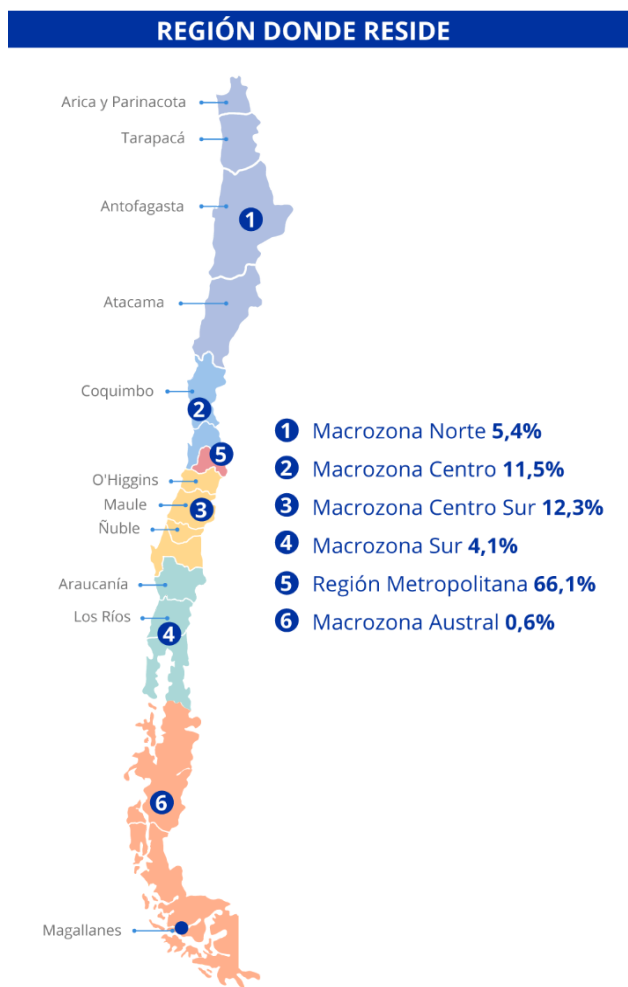 REGIÓN DONDE RESIDE
Arica y Parinacota
Tarapacá
Antofagasta
1
Atacama
Coquimbo
2
5
O'Higgins
Maule
3
Ñuble
Araucanía
Los Ríos
4
6
Magallanes
1 Macrozona Norte 5,4%
2 Macrozona Centro 11,5%
3 Macrozona Centro Sur 12,3%
4 Macrozona Sur 4,1%
5 Región Metropolitana 66,1%
6 Macrozona Austral 0,6%